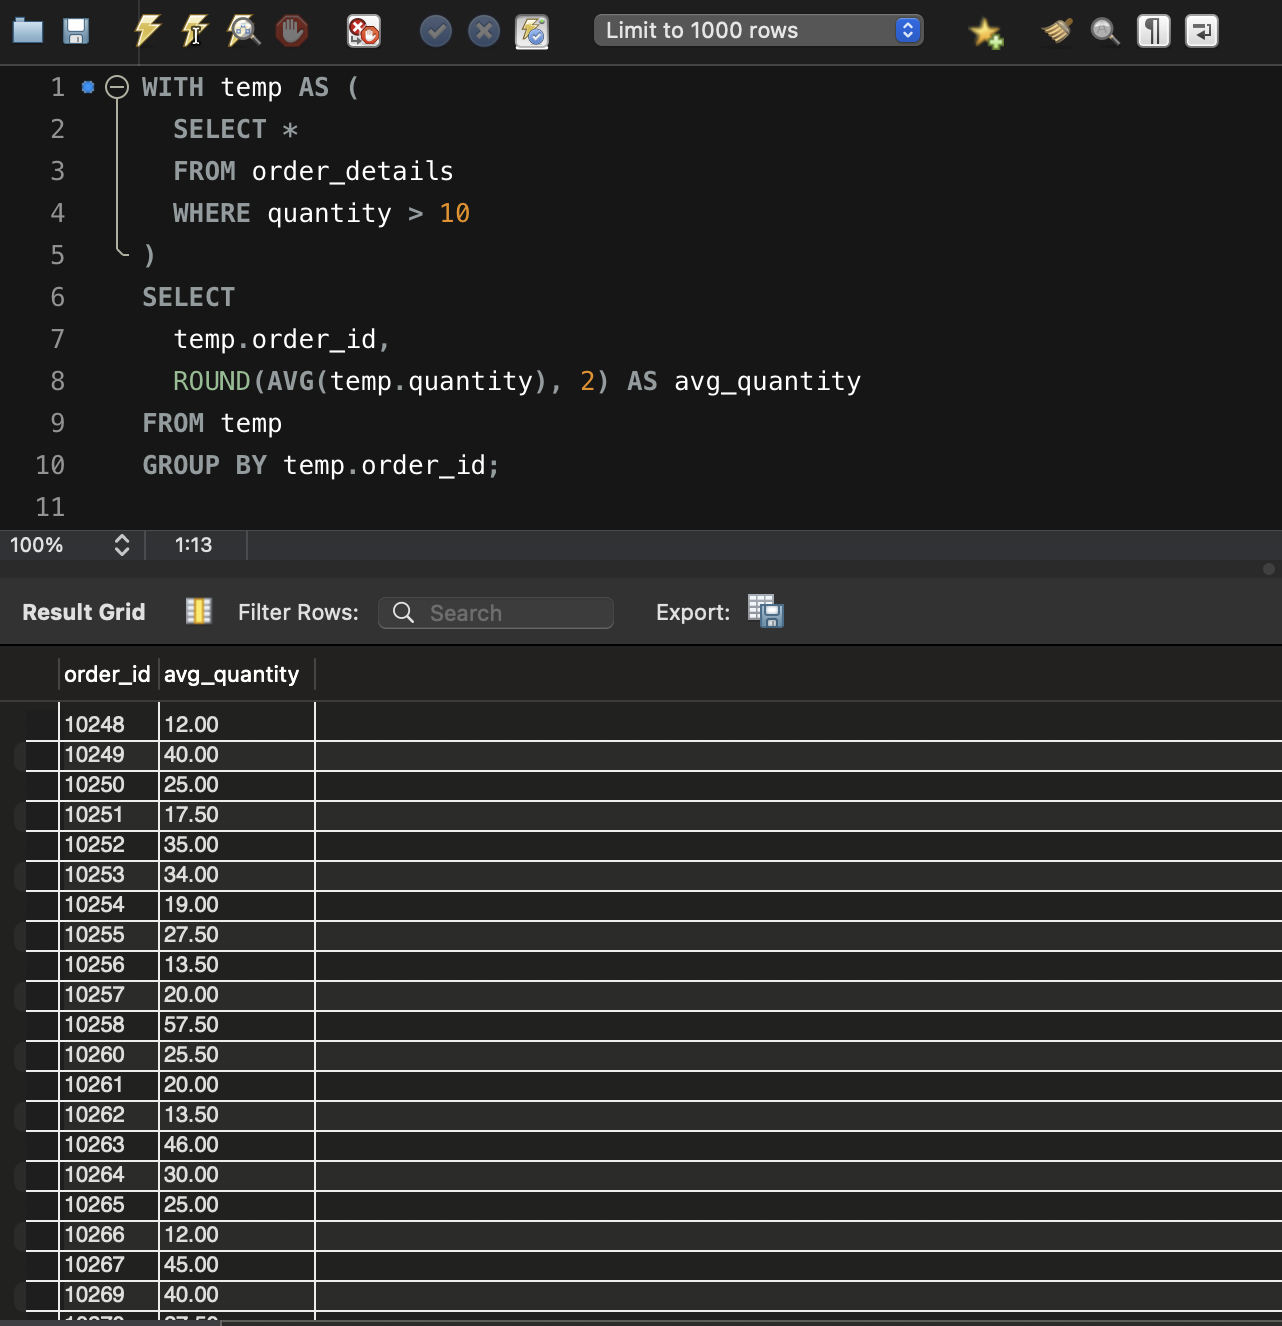 Limit to 1000 rows
1 WITH temp AS (
2 SELECT *
3 FROM order_details
4 WHERE quantity > 10
5 )
6 SELECT
7 temp.order_id,
8 ROUND(AVG(temp.quantity), 2) AS avg_quantity
9 FROM temp
10 GROUP BY temp.order_id;
11
100% 1:13
Result Grid Filter Rows: Search Export:
order_id avg_quantity
10248 12.00
10249 40.00
10250 25.00
10251 17.50
10252 35.00
10253 34.00
10254 19.00
10255 27.50
10256 13.50
10257 20.00
10258 57.50
10260 25.50
10261 20.00
10262 13.50
10263 46.00
10264 30.00
10265 25.00
10266 12.00
10267 45.00
10269 40.00